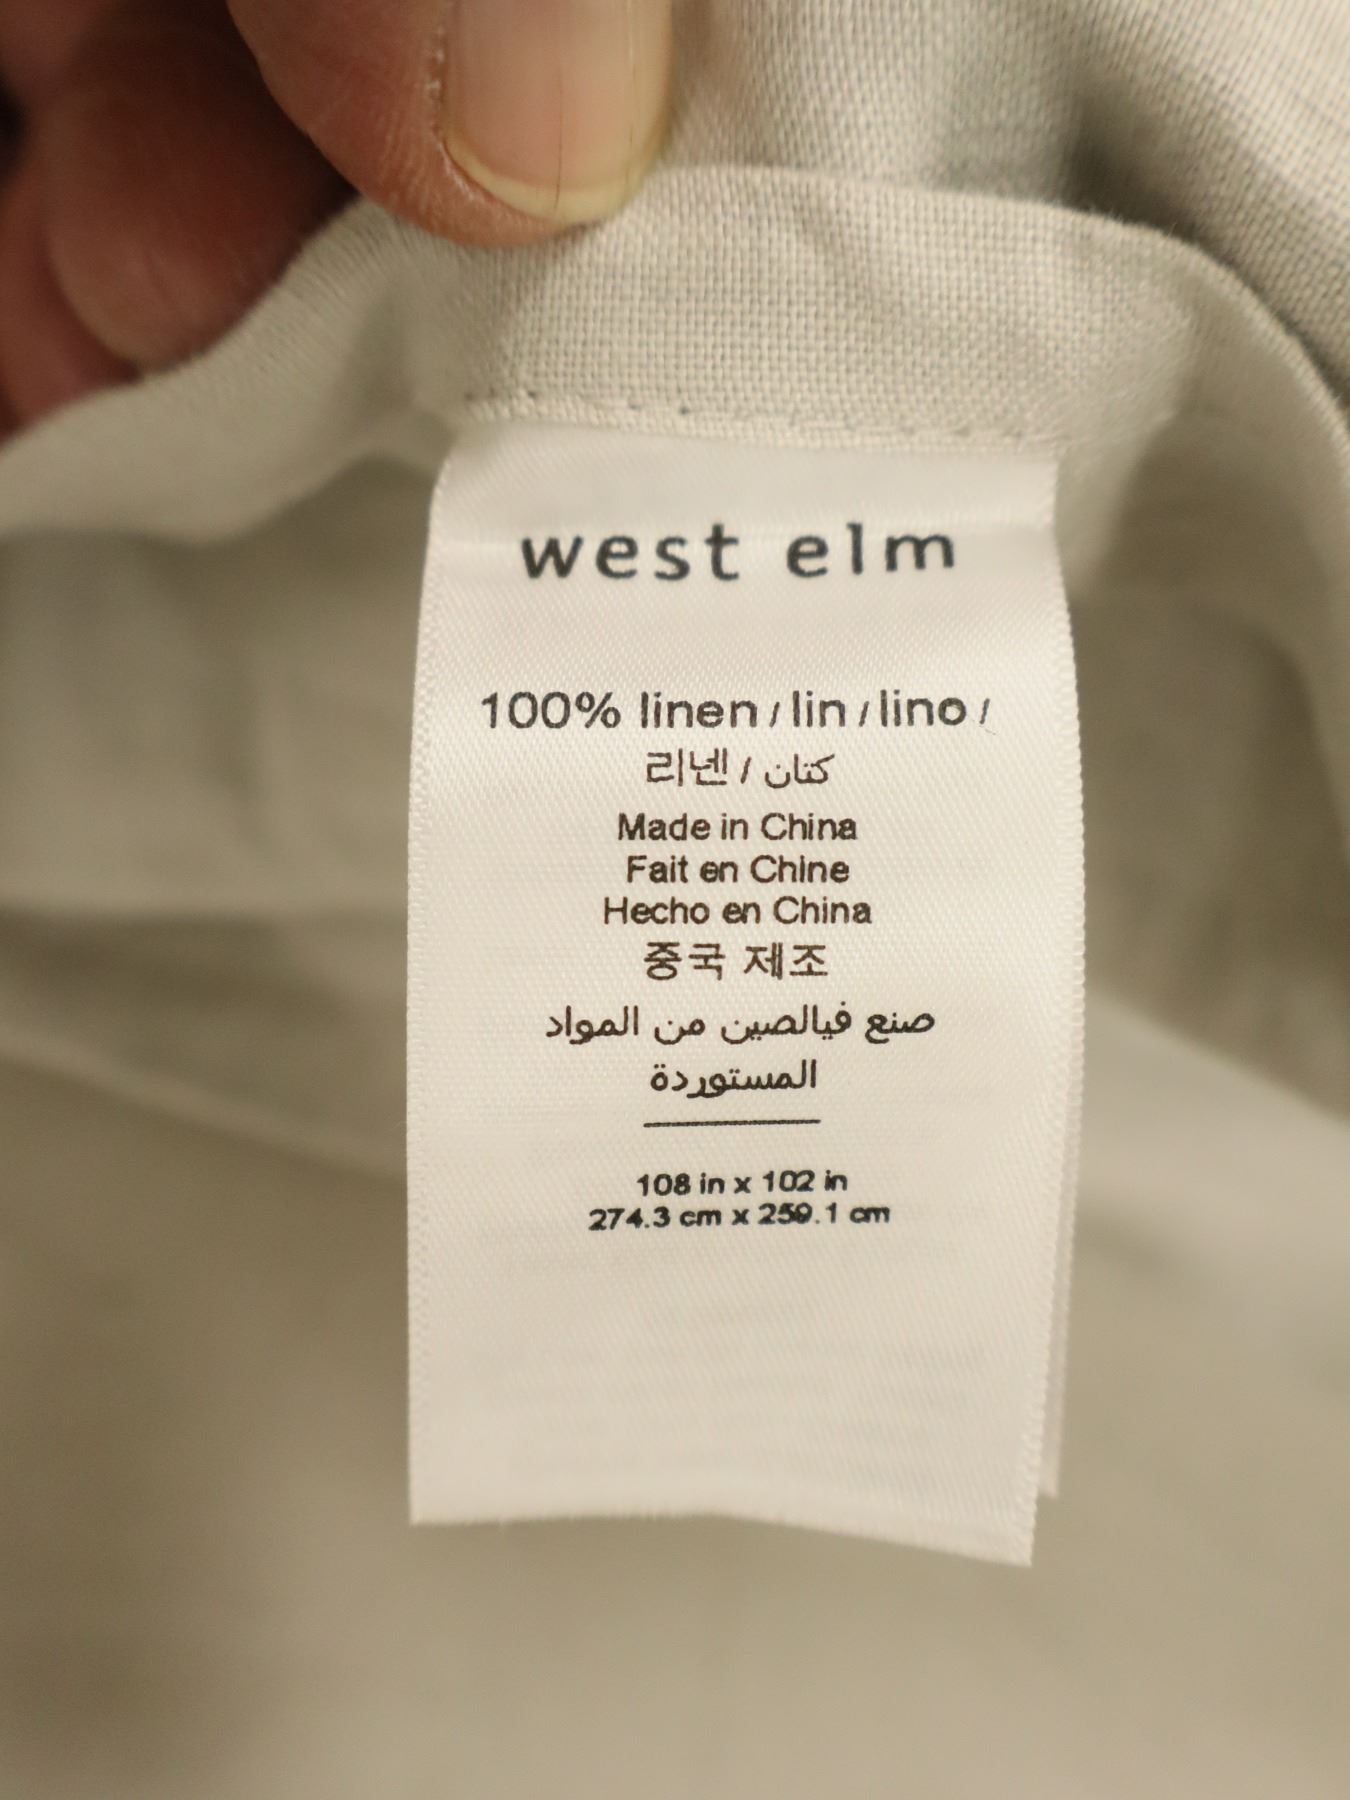 west elm
100% linen / lin / lino /
리넨 / كتان
Made in China
Fait en Chine
Hecho en China
중국 제조
صنع فيالصين من المواد
المستوردة
108 in x 102 in
274.3 cm x 259.1 cm